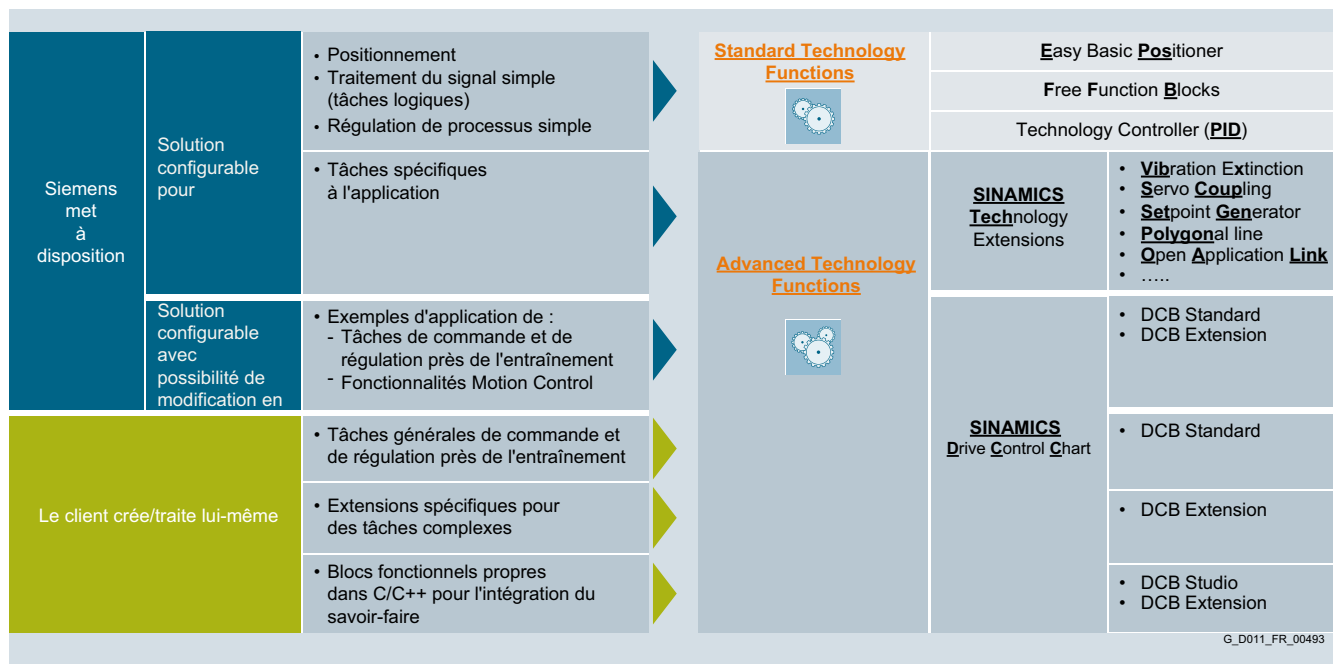 Siemens
met
à
disposition
Solution
configurable
pour
• Positionnement
• Traitement du signal simple
(tâches logiques)
• Régulation de processus simple
• Tâches spécifiques
à l'application
Solution
configurable
avec
possibilité de
modification en
• Exemples d'application de :
- Tâches de commande et de
régulation près de l'entraînement
- Fonctionnalités Motion Control
Le client crée/traite lui-même
• Tâches générales de commande et
de régulation près de l'entraînement
• Extensions spécifiques pour
des tâches complexes
• Blocs fonctionnels propres
dans C/C++ pour l'intégration du
savoir-faire
Standard Technology
Functions
Easy Basic Positioner
Free Function Blocks
Technology Controller (PID)
Advanced Technology
Functions
SINAMICS
Technology
Extensions
• Vibration Extinction
• Servo Coupling
• Setpoint Generator
• Polygonal line
• Open Application Link
• .....
SINAMICS
Drive Control Chart
• DCB Standard
• DCB Extension
• DCB Standard
• DCB Extension
• DCB Studio
• DCB Extension
G_D011_FR_00493